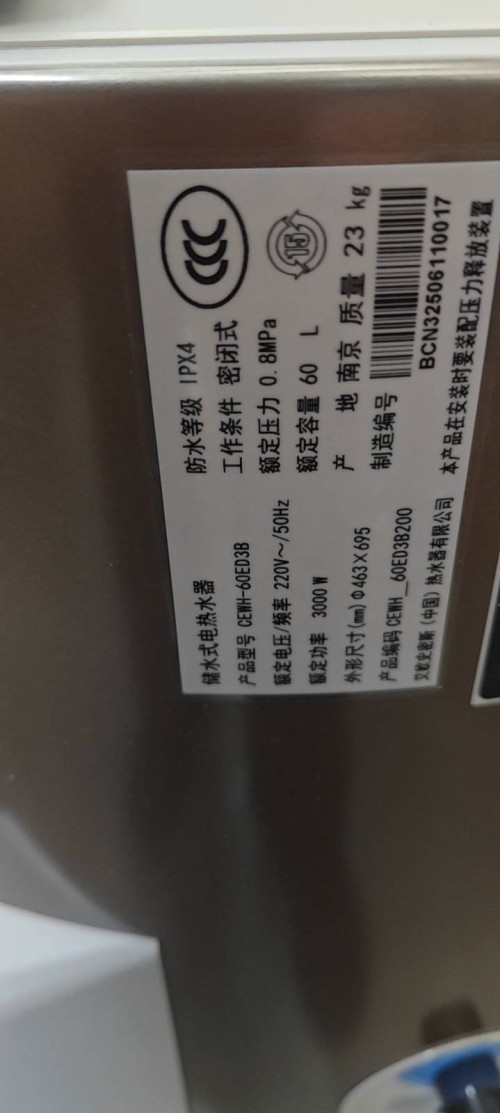 储水式电热水器
产品型号 CEWH-60ED3B 防水等级 IPX4
额定电压/频率 220V～/50Hz 工作条件 密闭式
额定功率 3000 W 额定压力 0.8MPa
外形尺寸(mm) Φ463×695 额定容量 60 L
产品编码 CEWH_60ED3B200 产 地 南京 质量 23 kg
艾欧史密斯（中国）热水器有限公司 制造编号
BCN32506110017
本产品在安装时要装配压力释放装置
CCC
15